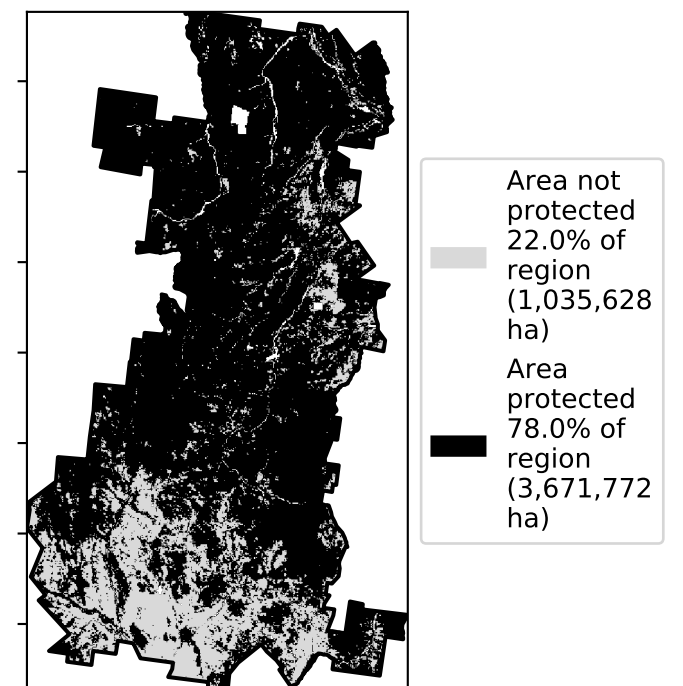 Area not
protected
22.0% of
region
(1,035,628
ha)
Area
protected
78.0% of
region
(3,671,772
ha)